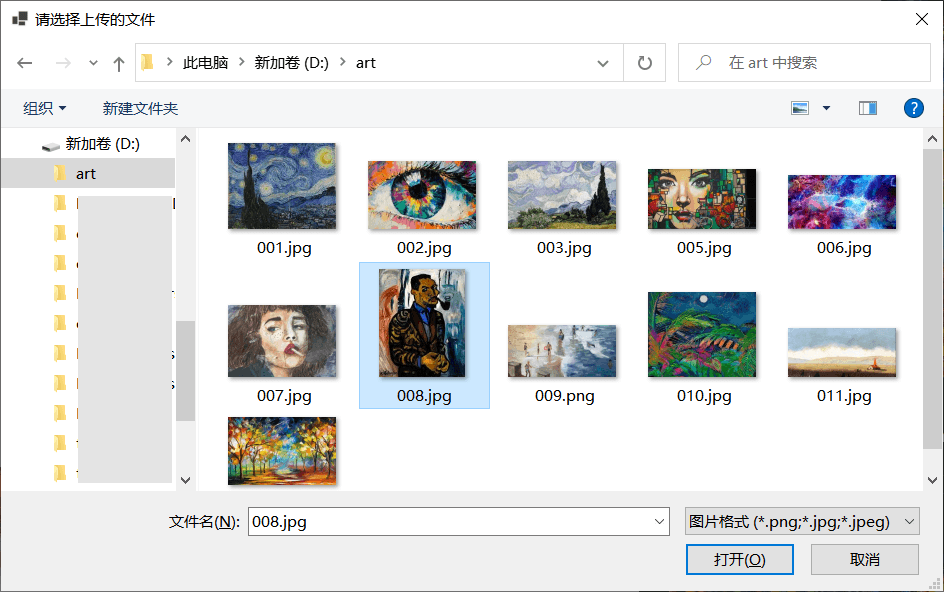 请选择上传的文件
此电脑 新加卷 (D:) art
在 art 中搜索
组织 新建文件夹
新加卷 (D:)
art
001.jpg 002.jpg 003.jpg 005.jpg 006.jpg
007.jpg 008.jpg 009.png 010.jpg 011.jpg
文件名(N): 008.jpg
图片格式 (*.png;*.jpg;*.jpeg)
打开(O) 取消